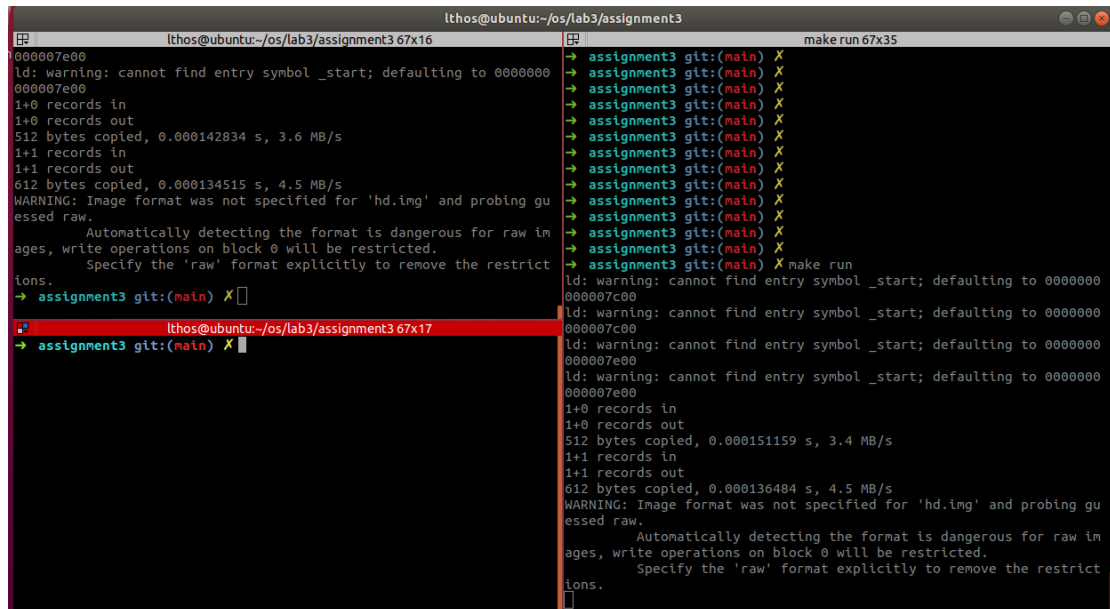 lthos@ubuntu:~/os/lab3/assignment3
lthos@ubuntu:~/os/lab3/assignment3 67x16
000007e00
ld: warning: cannot find entry symbol _start; defaulting to 0000000
000007e00
1+0 records in
1+0 records out
512 bytes copied, 0.000142834 s, 3.6 MB/s
1+1 records in
1+1 records out
612 bytes copied, 0.000134515 s, 4.5 MB/s
WARNING: Image format was not specified for 'hd.img' and probing gu
essed raw.
         Automatically detecting the format is dangerous for raw im
ages, write operations on block 0 will be restricted.
         Specify the 'raw' format explicitly to remove the restrict
ions.
→ assignment3 git:(main) ✗
lthos@ubuntu:~/os/lab3/assignment3 67x17
→ assignment3 git:(main) ✗
make run 67x35
→ assignment3 git:(main) ✗
→ assignment3 git:(main) ✗
→ assignment3 git:(main) ✗
→ assignment3 git:(main) ✗
→ assignment3 git:(main) ✗
→ assignment3 git:(main) ✗
→ assignment3 git:(main) ✗
→ assignment3 git:(main) ✗
→ assignment3 git:(main) ✗
→ assignment3 git:(main) ✗
→ assignment3 git:(main) ✗
→ assignment3 git:(main) ✗
→ assignment3 git:(main) ✗
→ assignment3 git:(main) ✗ make run
ld: warning: cannot find entry symbol _start; defaulting to 0000000
000007c00
ld: warning: cannot find entry symbol _start; defaulting to 0000000
000007c00
ld: warning: cannot find entry symbol _start; defaulting to 0000000
000007e00
ld: warning: cannot find entry symbol _start; defaulting to 0000000
000007e00
1+0 records in
1+0 records out
512 bytes copied, 0.000151159 s, 3.4 MB/s
1+1 records in
1+1 records out
612 bytes copied, 0.000136484 s, 4.5 MB/s
WARNING: Image format was not specified for 'hd.img' and probing gu
essed raw.
         Automatically detecting the format is dangerous for raw im
ages, write operations on block 0 will be restricted.
         Specify the 'raw' format explicitly to remove the restrict
ions.